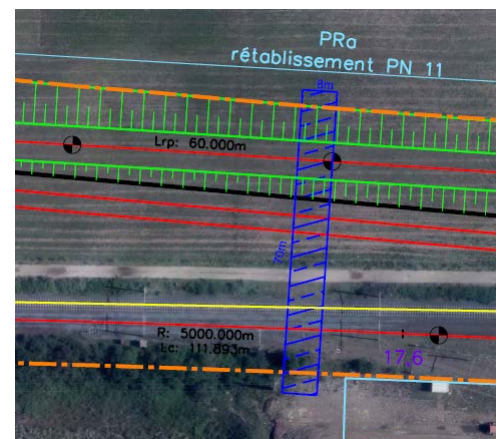 PRa
rétablissement PN 11
8m
Lrp: 60.000m
70m
R: 5000.000m
Lc: 111.893m
17,6